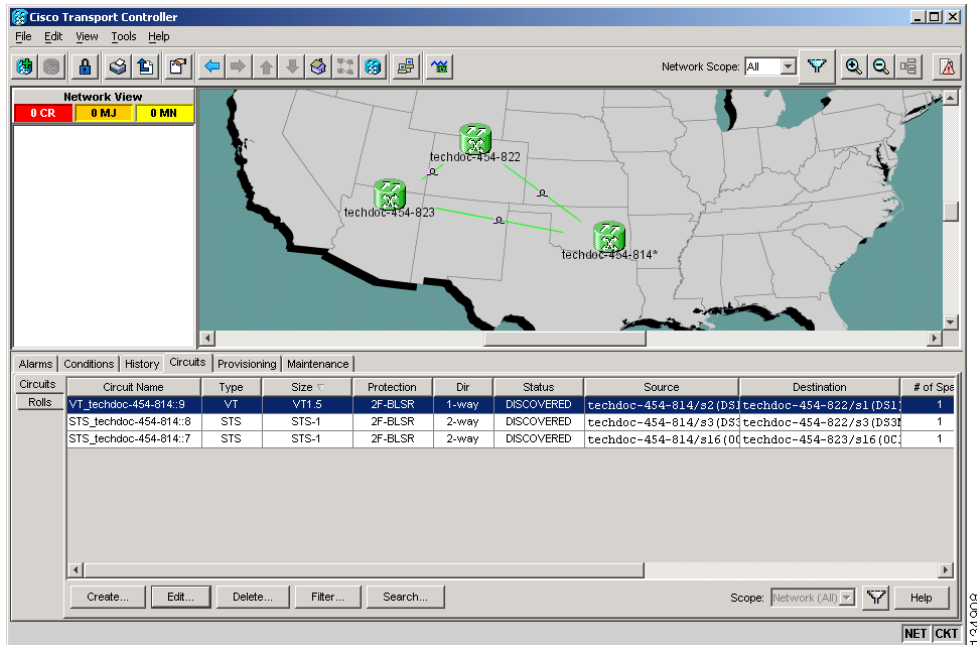 Cisco Transport Controller
File Edit View Tools Help
Network Scope: All
Network View
0 CR 0 MJ 0 MN
techdoc-454-822
techdoc-454-823
techdoc-454-814*
Alarms Conditions History Circuits Provisioning Maintenance
Circuits
Rolls
Circuit Name Type Size Protection Dir Status Source Destination # of Spa
VT_techdoc-454-814::9 VT VT1.5 2F-BLSR 1-way DISCOVERED techdoc-454-814/s2(DS1 techdoc-454-822/s1(DS1) 1
STS_techdoc-454-814::8 STS STS-1 2F-BLSR 2-way DISCOVERED techdoc-454-814/s3(DS3 techdoc-454-822/s3(DS3N 1
STS_techdoc-454-814::7 STS STS-1 2F-BLSR 2-way DISCOVERED techdoc-454-814/s16(OC techdoc-454-823/s16(OC 1
Create... Edit... Delete... Filter... Search... Scope: Network (All) Help
NET CKT
134908